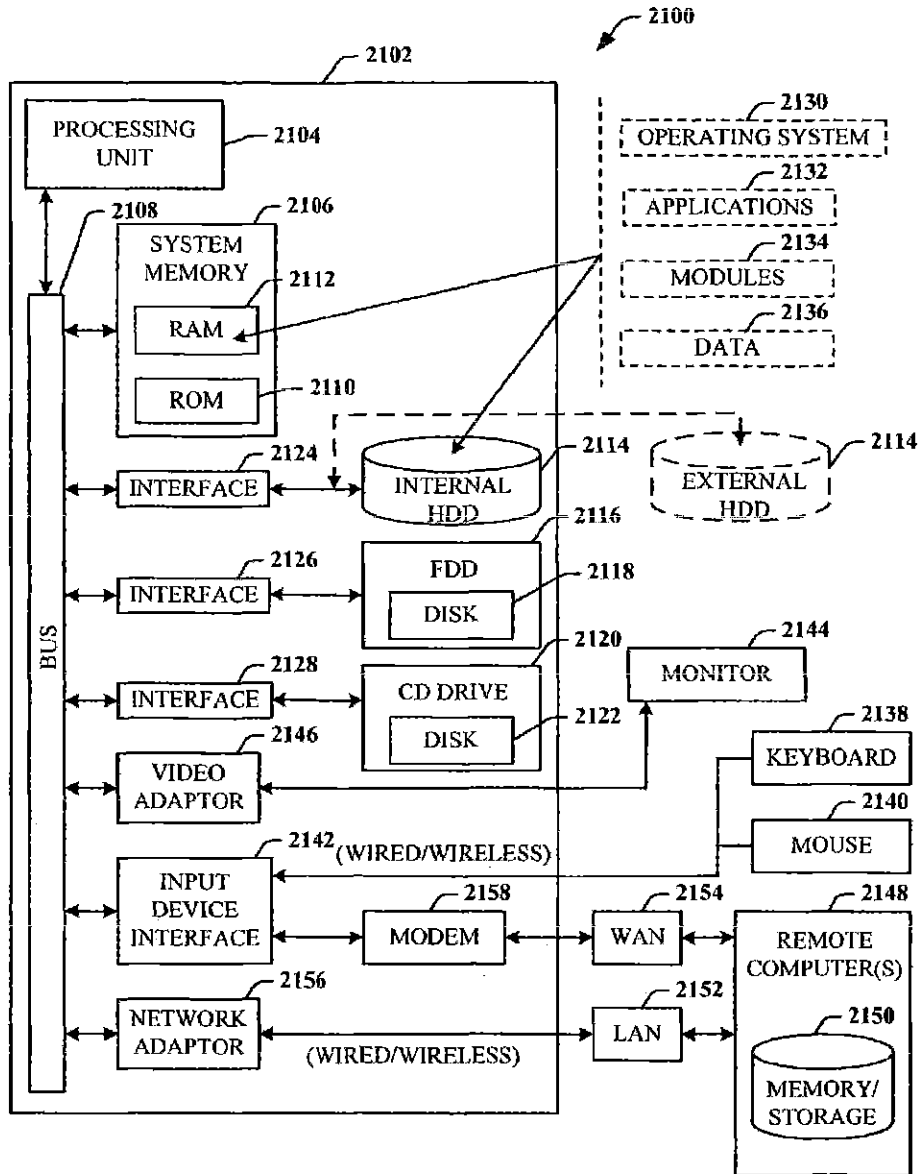 2100
2102
PROCESSING
UNIT
2104
2130
OPERATING SYSTEM
2132
APPLICATIONS
2134
MODULES
2136
DATA
2108
2106
SYSTEM
MEMORY
2112
RAM
2110
ROM
2124
INTERFACE
2114
INTERNAL
HDD
2114
EXTERNAL
HDD
BUS
2126
INTERFACE
2116
FDD
2118
DISK
2128
INTERFACE
2120
CD DRIVE
2122
DISK
2144
MONITOR
2146
VIDEO
ADAPTOR
2138
KEYBOARD
2140
MOUSE
2142
INPUT
DEVICE
INTERFACE
(WIRED/WIRELESS)
2158
MODEM
2154
WAN
2148
REMOTE
COMPUTER(S)
2156
NETWORK
ADAPTOR
(WIRED/WIRELESS)
2152
LAN
2150
MEMORY/
STORAGE